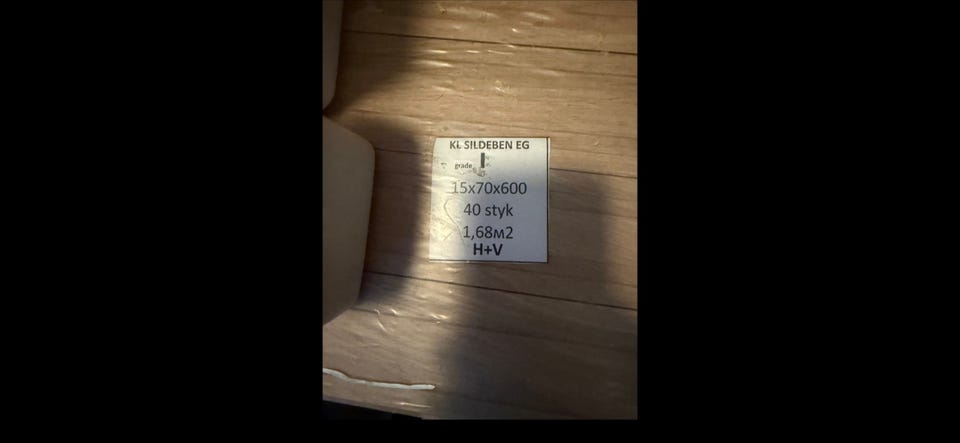 KL SILDEBEN EG
I
grade
15x70x600
40 styk
1,68м2
H+V